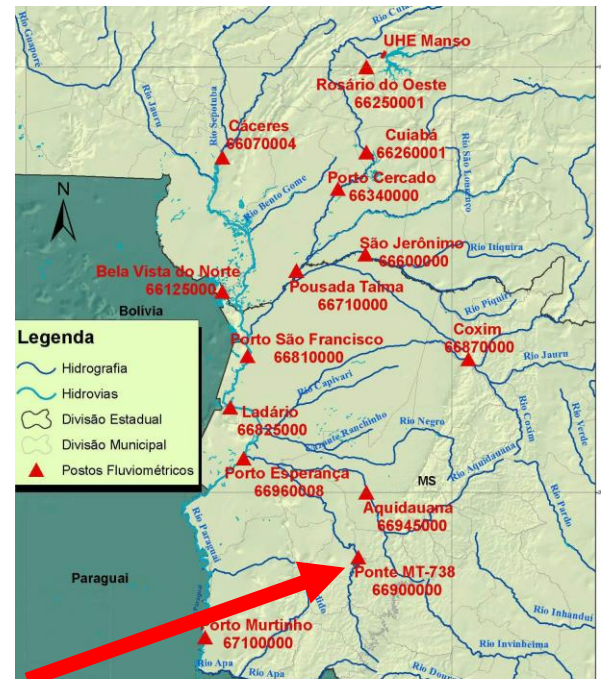 Rio Guaporé
Rio Jauru
Rio Sepotuba
UHE Manso
Rosário do Oeste
66250001
Cáceres
66070004
Cuiabá
66260001
Rio São Lourenço
Porto Cercado
66340000
N
Rio Bento Gome
São Jerônimo
66600000
Rio Itiquira
Bela Vista do Norte
66125000
Pousada Taima
66710000
Rio Piquiri
Bolívia
Legenda
Hidrografia
Hidrovias
Divisão Estadual
Divisão Municipal
Postos Fluviométricos
Porto São Francisco
66810000
Coxim
66870000
Rio Jauru
Rio Capivari
Ladário
66825000
Rio Coxim
Rio Verde
Rio Negro
Porto Esperança
66960008
Rio Aquidauana
MS
Aquidauana
66945000
Rio Pardo
Rio Paraguai
Paraguai
Ponte MT-738
66900000
Rio Inhandui
Porto Murtinho
67100000
Rio Invinheima
Rio Apa
Rio Apa